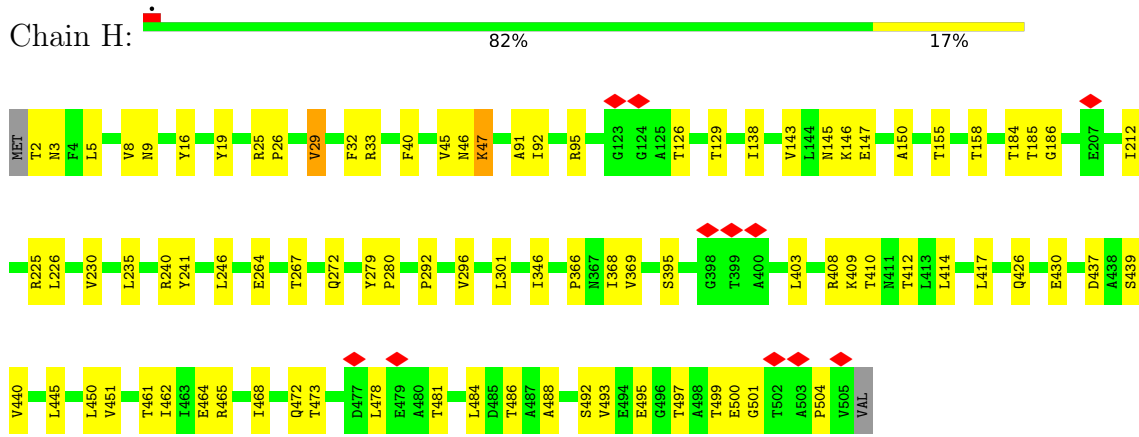 Chain H:
82% 17%
MET T2 N3 F4 L5 V8 N9 Y16 Y19 R25 P26 V29 F32 R33 F40 V45 N46 K47 A91 I92 R95 G123 G124 A125 T126 T129 I138 V143 L144 N145 K146 E147 A150 T155 T158 T184 T185 G186 E207 I212
R225 L226 V230 L235 R240 Y241 L246 E264 T267 Q272 Y279 P280 P292 V296 L301 I346 P366 N367 I368 V369 S395 G398 T399 A400 L403 R408 K409 T410 N411 T412 L413 L414 L417 Q426 E430 D437 A438 S439
V440 L445 L450 V451 T461 I462 I463 E464 R465 I468 Q472 T473 D477 L478 E479 A480 T481 L484 D485 T486 A487 A488 S492 V493 E494 E495 G496 T497 A498 T499 E500 G501 T502 A503 P504 V505 VAL